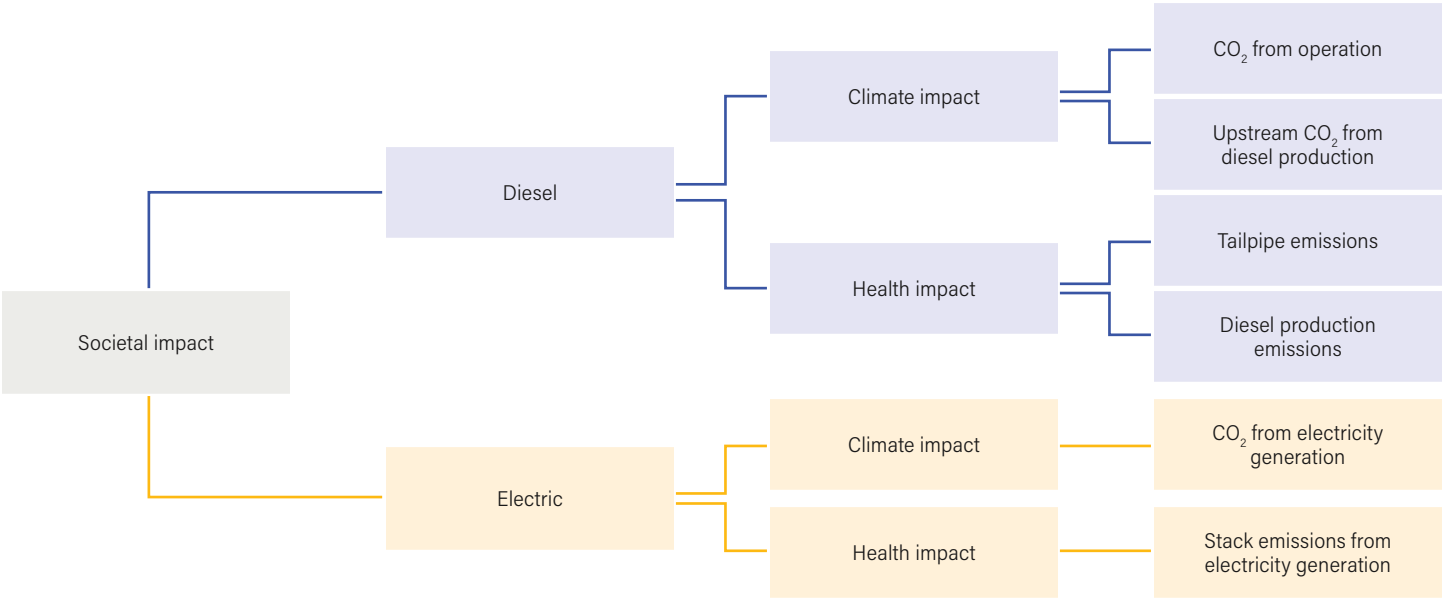 CO₂ from operation
Climate impact
Upstream CO₂ from
diesel production
Diesel
Tailpipe emissions
Health impact
Diesel production
emissions
Societal impact
Climate impact
CO₂ from electricity
generation
Electric
Health impact
Stack emissions from
electricity generation